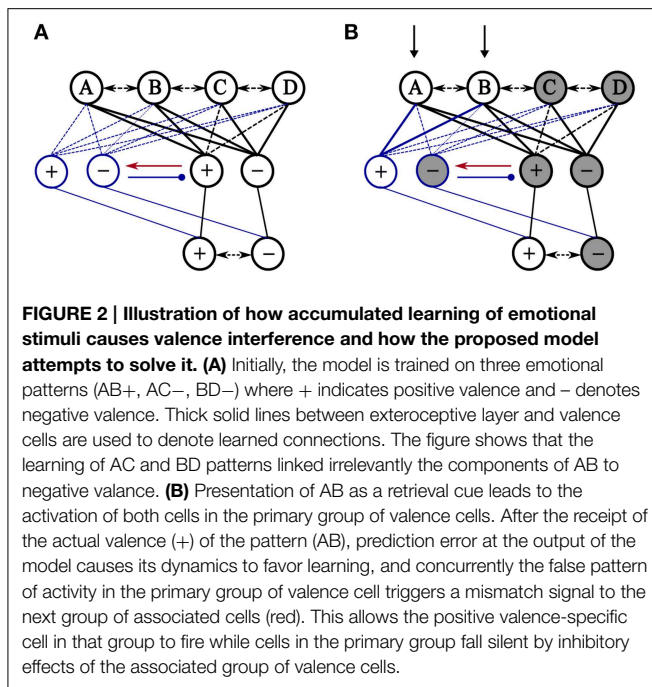 A
B
A B C D
A B C D
+ − + −
+ − + −
+ −
+ −
FIGURE 2 | Illustration of how accumulated learning of emotional
stimuli causes valence interference and how the proposed model
attempts to solve it. (A) Initially, the model is trained on three emotional
patterns (AB+, AC−, BD−) where + indicates positive valence and – denotes
negative valence. Thick solid lines between exteroceptive layer and valence
cells are used to denote learned connections. The figure shows that the
learning of AC and BD patterns linked irrelevantly the components of AB to
negative valance. (B) Presentation of AB as a retrieval cue leads to the
activation of both cells in the primary group of valence cells. After the receipt of
the actual valence (+) of the pattern (AB), prediction error at the output of the
model causes its dynamics to favor learning, and concurrently the false pattern
of activity in the primary group of valence cell triggers a mismatch signal to the
next group of associated cells (red). This allows the positive valence-specific
cell in that group to fire while cells in the primary group fall silent by inhibitory
effects of the associated group of valence cells.